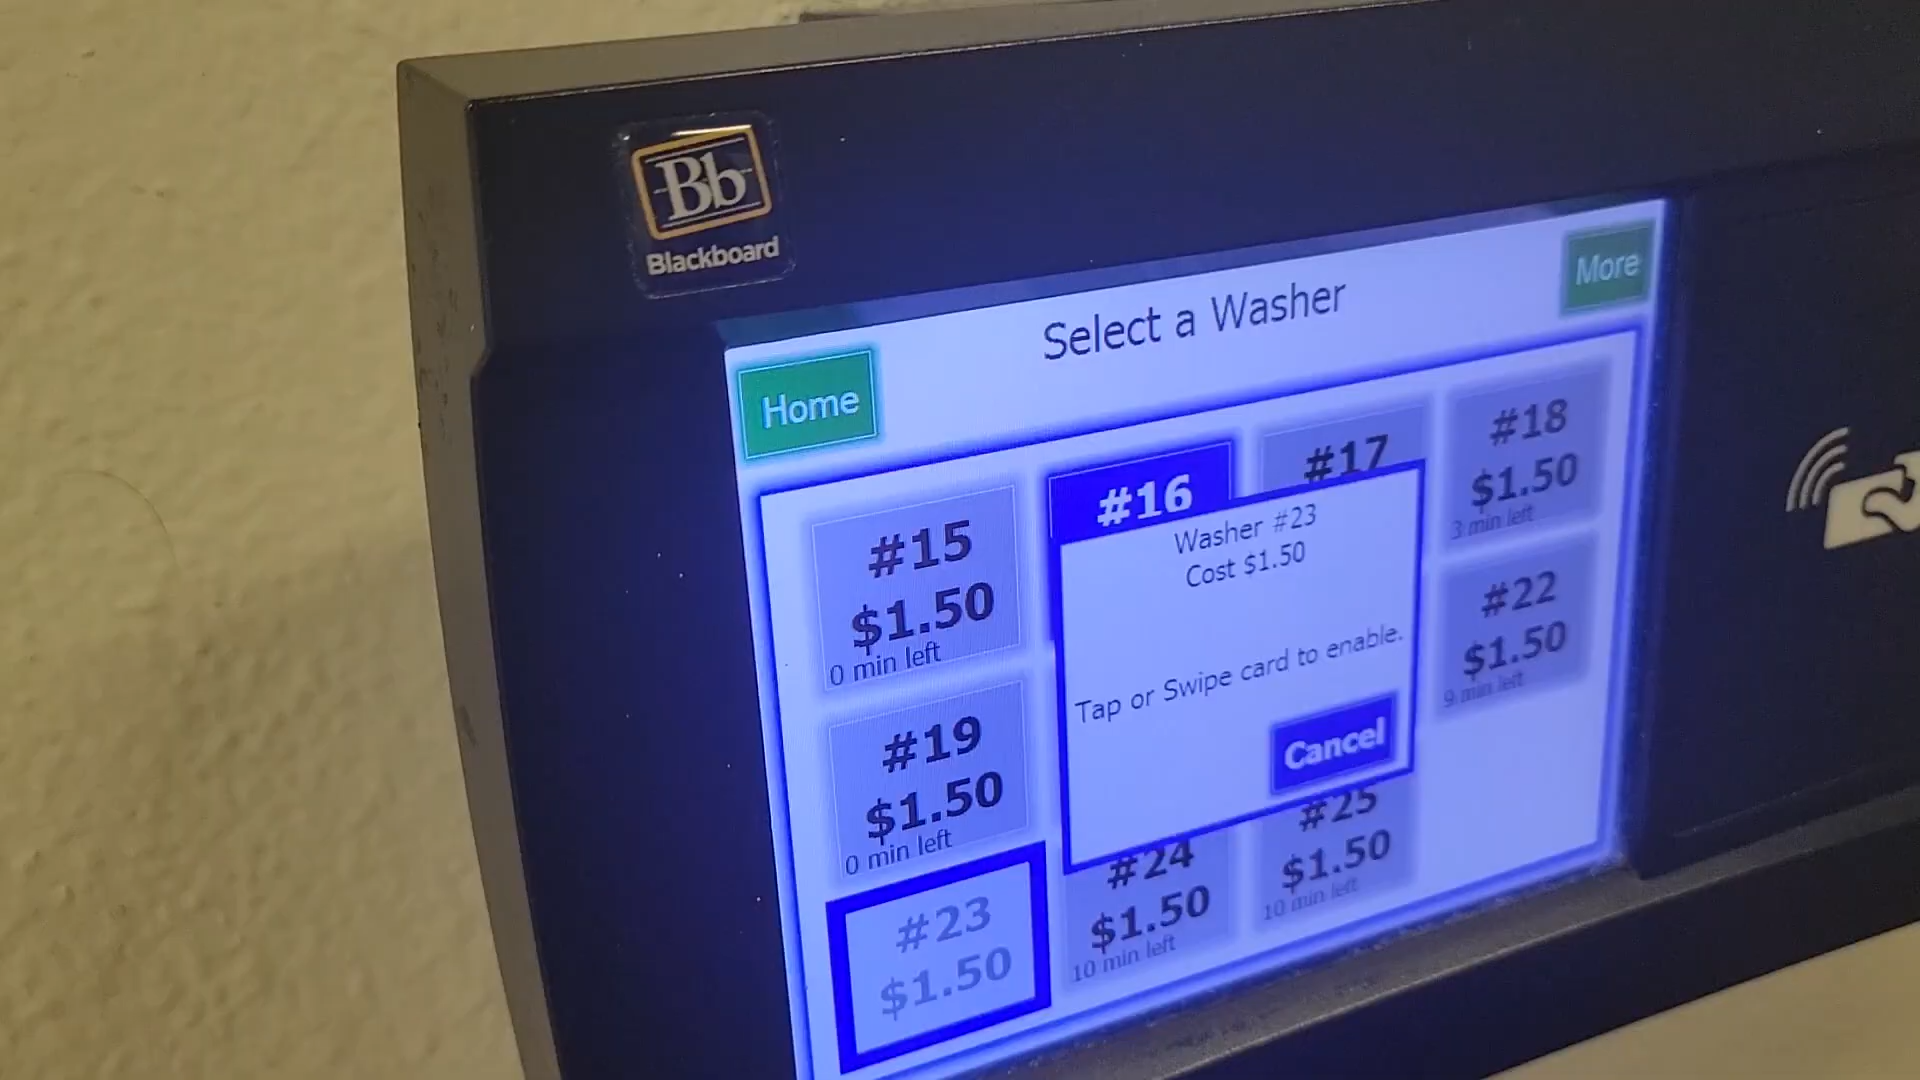 Bb
Blackboard
Select a Washer
More
Home
#15
$1.50
0 min left
#16
#17
#18
$1.50
3 min left
Washer #23
Cost $1.50
Tap or Swipe card to enable.
Cancel
#19
$1.50
0 min left
#22
$1.50
9 min left
#23
$1.50
#24
$1.50
10 min left
#25
$1.50
10 min left